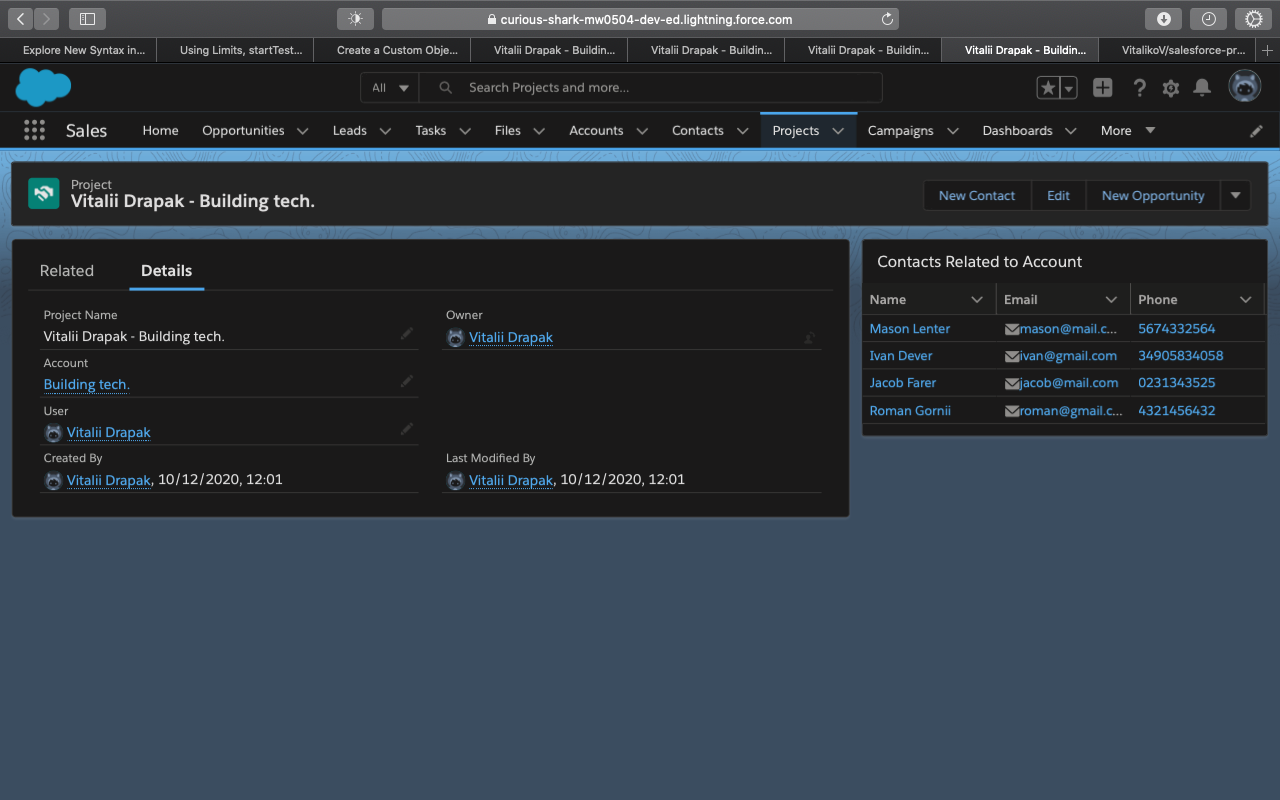 curious-shark-mw0504-dev-ed.lightning.force.com
Explore New Syntax in... Using Limits, startTest... Create a Custom Obje... Vitalii Drapak - Buildin... Vitalii Drapak - Buildin... Vitalii Drapak - Buildin... Vitalii Drapak - Buildin... VitalikoV/salesforce-pr...
All Search Projects and more...
Sales Home Opportunities Leads Tasks Files Accounts Contacts Projects Campaigns Dashboards More
Project
Vitalii Drapak - Building tech.
New Contact Edit New Opportunity
Related Details
Project Name
Vitalii Drapak - Building tech.
Owner
Vitalii Drapak
Account
Building tech.
User
Vitalii Drapak
Created By
Vitalii Drapak, 10/12/2020, 12:01
Last Modified By
Vitalii Drapak, 10/12/2020, 12:01
Contacts Related to Account
Name Email Phone
Mason Lenter mason@mail.c... 5674332564
Ivan Dever ivan@gmail.com 34905834058
Jacob Farer jacob@mail.com 0231343525
Roman Gornii roman@gmail.c... 4321456432